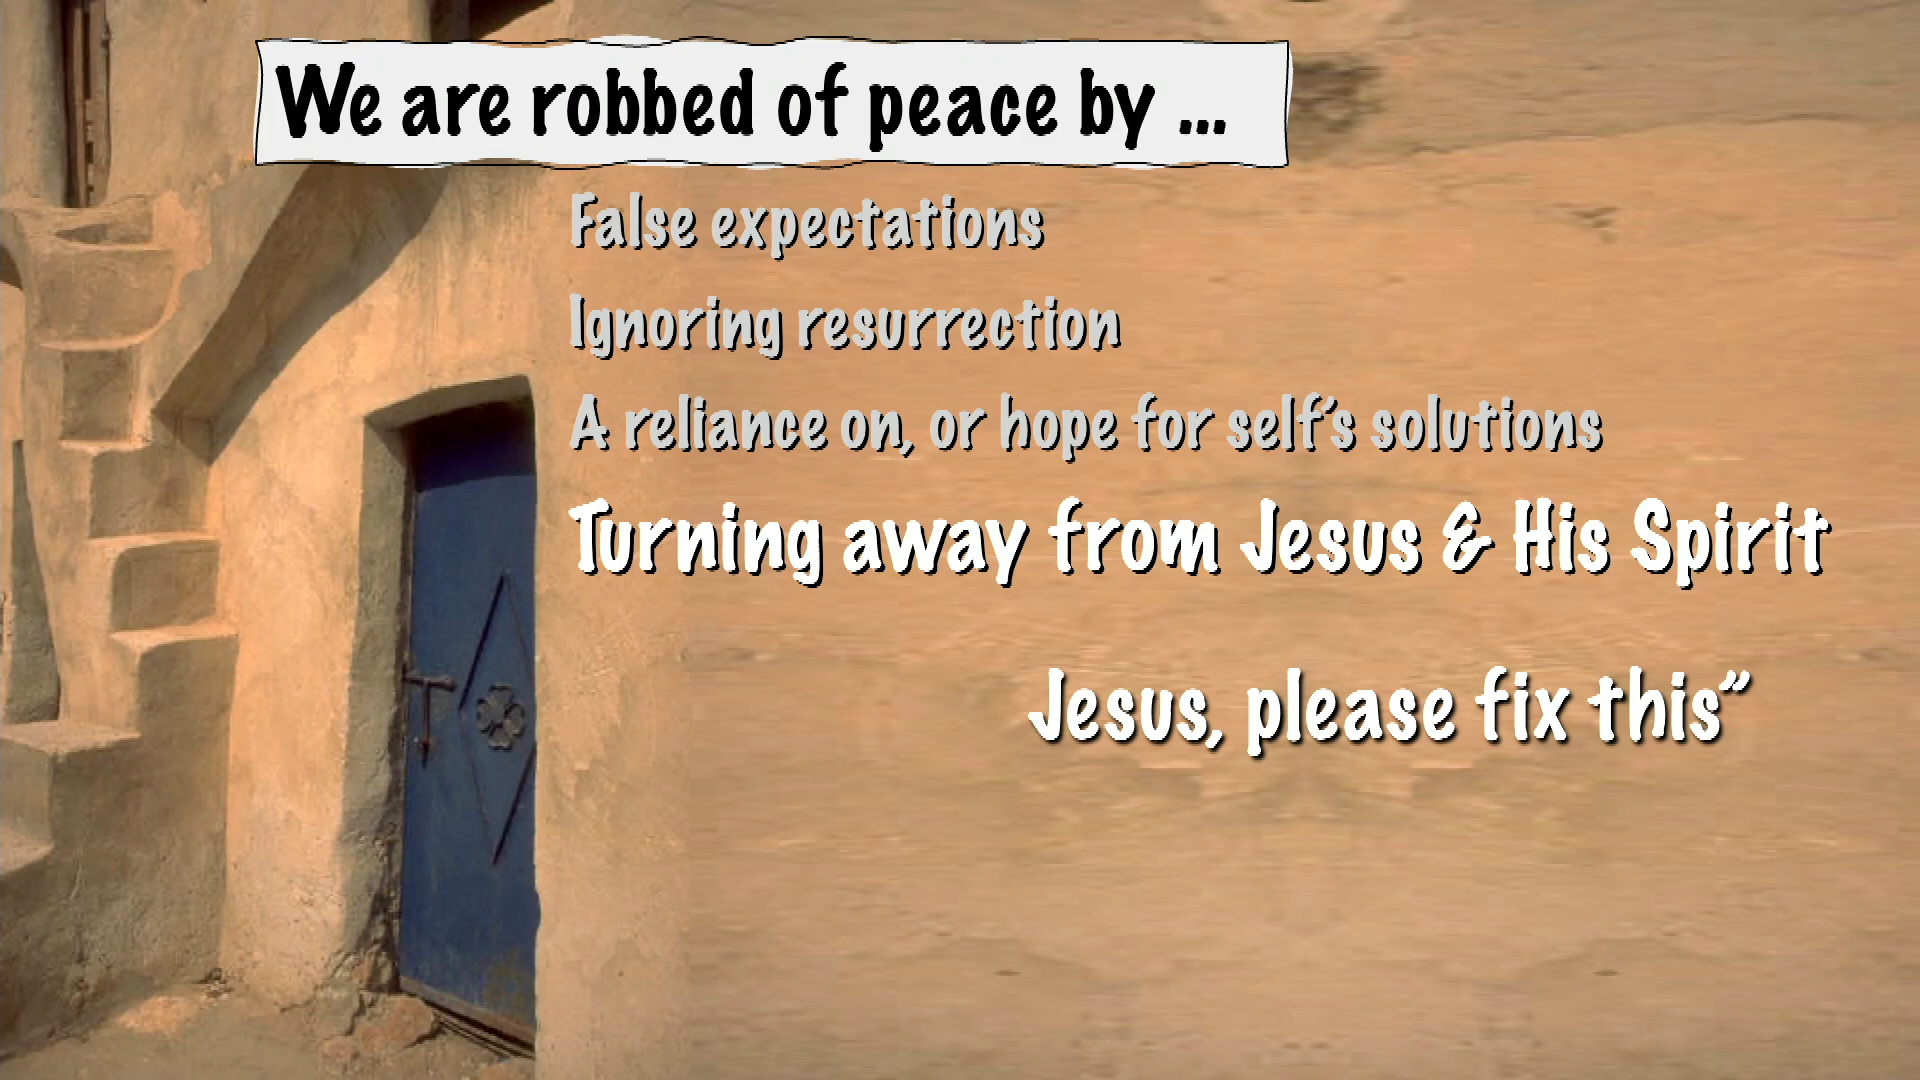 We are robbed of peace by ...
False expectations
Ignoring resurrection
A reliance on, or hope for self’s solutions
Turning away from Jesus & His Spirit
Jesus, please fix this”